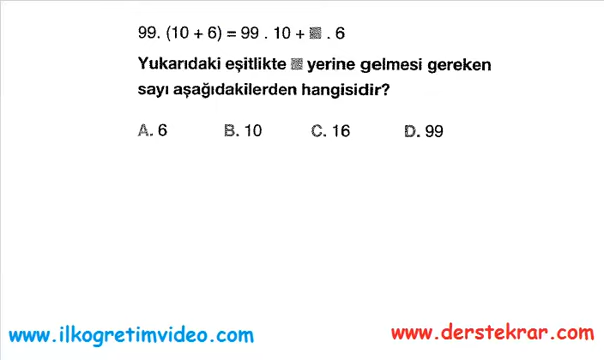 99. (10 + 6) = 99 . 10 + ▒ . 6
Yukarıdaki eşitlikte ▒ yerine gelmesi gereken
sayı aşağıdakilerden hangisidir?
A. 6 B. 10 C. 16 D. 99
www.ilkogretimvideo.com www.derstekrar.com